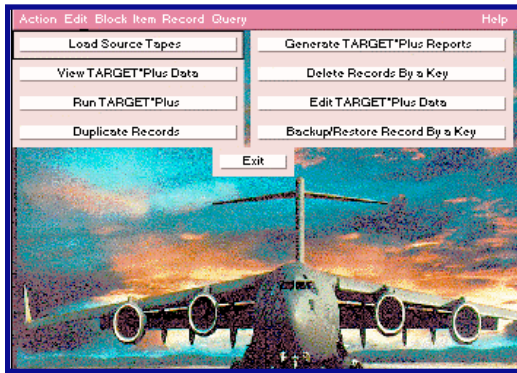 Action Edit Block Item Record Query Help
Load Source Tapes
Generate TARGET*Plus Reports
View TARGET*Plus Data
Delete Records By a Key
Run TARGET*Plus
Edit TARGET*Plus Data
Duplicate Records
Backup/Restore Record By a Key
Exit